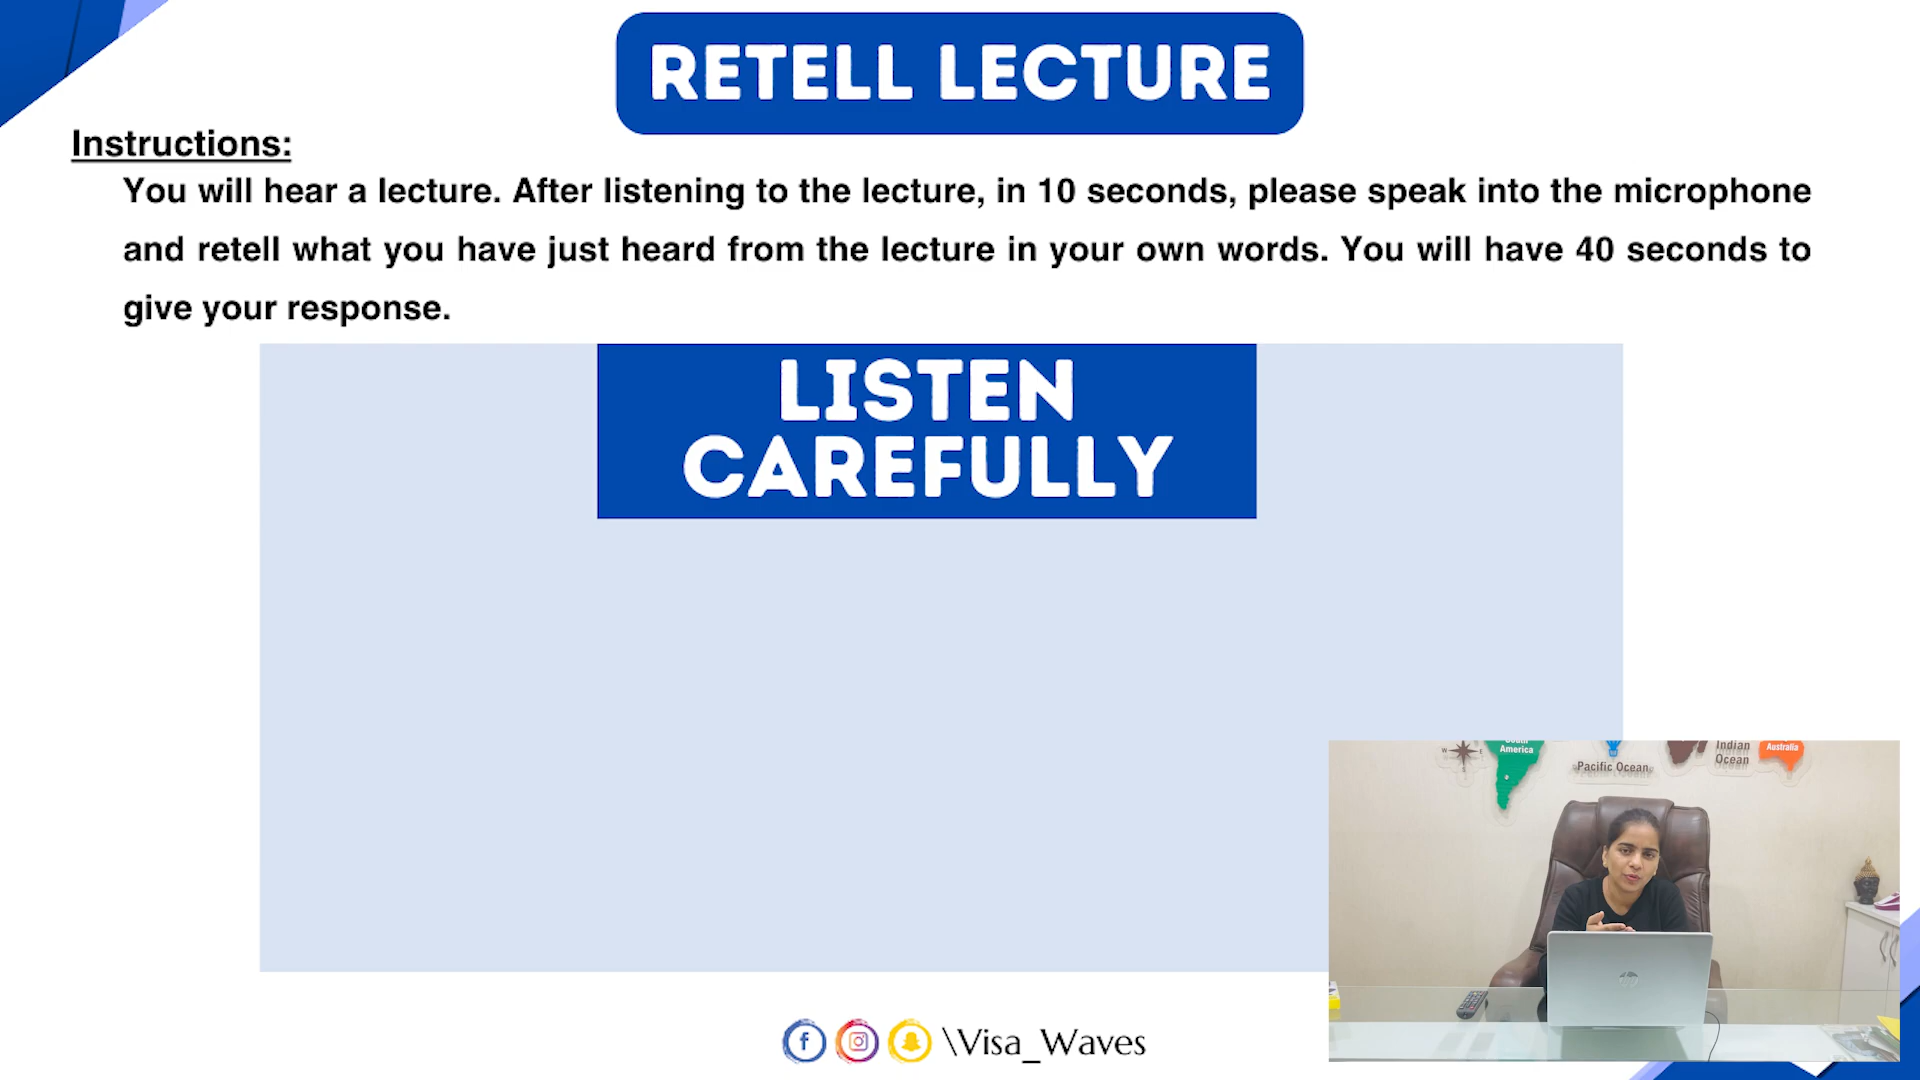 RETELL LECTURE
Instructions:
You will hear a lecture. After listening to the lecture, in 10 seconds, please speak into the microphone
and retell what you have just heard from the lecture in your own words. You will have 40 seconds to
give your response.
LISTEN
CAREFULLY
W E
South
America
Pacific Ocean
Indian
Ocean
Australia
hp
\Visa_Waves